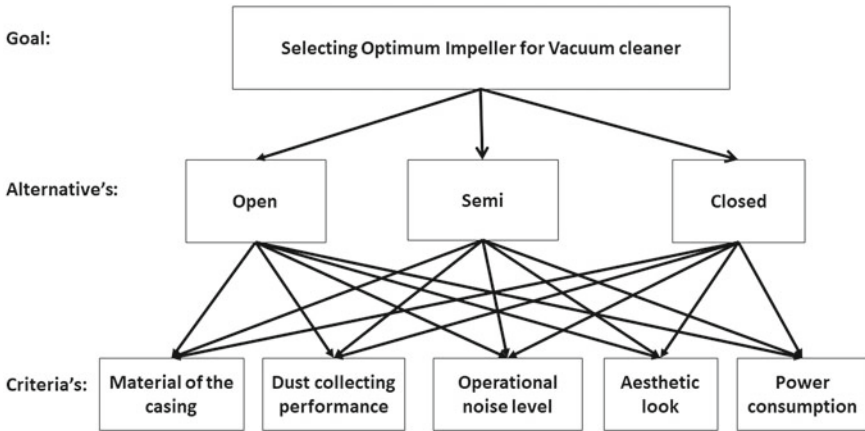 Goal:
Selecting Optimum Impeller for Vacuum cleaner
Alternative's:
Open
Semi
Closed
Criteria's:
Material of the
casing
Dust collecting
performance
Operational
noise level
Aesthetic
look
Power
consumption